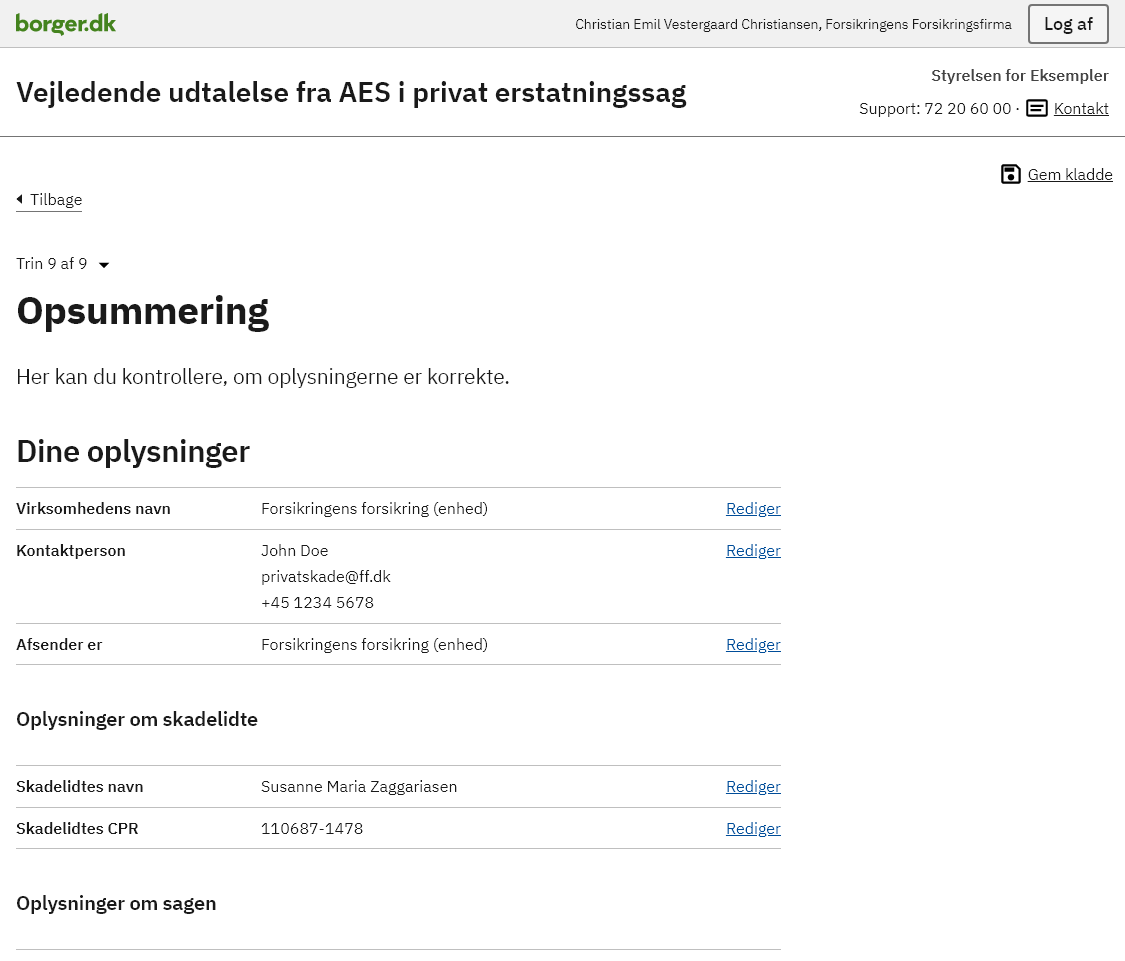 borger.dk
Christian Emil Vestergaard Christiansen, Forsikringens Forsikringsfirma
Log af
Vejledende udtalelse fra AES i privat erstatningssag
Styrelsen for Eksempler
Support: 72 20 60 00 · Kontakt
Gem kladde
Tilbage
Trin 9 af 9
Opsummering
Her kan du kontrollere, om oplysningerne er korrekte.
Dine oplysninger
Virksomhedens navn Forsikringens forsikring (enhed) Rediger
Kontaktperson John Doe Rediger
privatskade@ff.dk
+45 1234 5678
Afsender er Forsikringens forsikring (enhed) Rediger
Oplysninger om skadelidte
Skadelidtes navn Susanne Maria Zaggariasen Rediger
Skadelidtes CPR 110687-1478 Rediger
Oplysninger om sagen